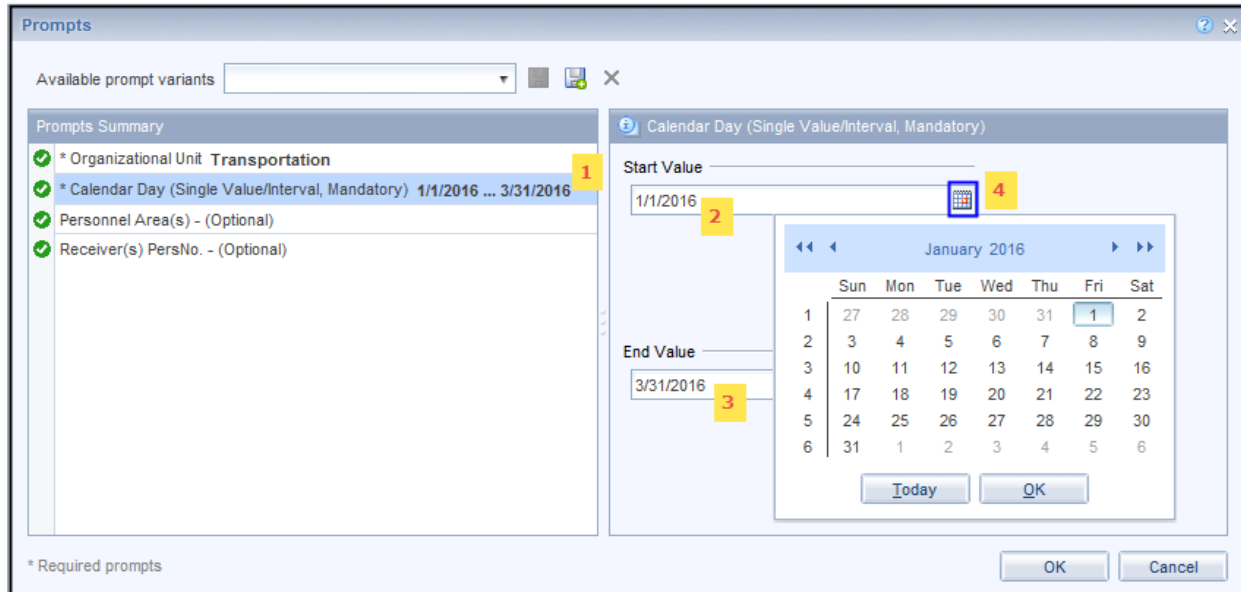 Prompts
Available prompt variants
Prompts Summary
* Organizational Unit Transportation
1
* Calendar Day (Single Value/Interval, Mandatory) 1/1/2016 ... 3/31/2016
Personnel Area(s) - (Optional)
Receiver(s) PersNo. - (Optional)
Calendar Day (Single Value/Interval, Mandatory)
Start Value
1/1/2016
2
4
January 2016
Sun Mon Tue Wed Thu Fri Sat
1 27 28 29 30 31 1 2
2 3 4 5 6 7 8 9
3 10 11 12 13 14 15 16
4 17 18 19 20 21 22 23
5 24 25 26 27 28 29 30
6 31 1 2 3 4 5 6
Today OK
End Value
3/31/2016
3
* Required prompts
OK Cancel